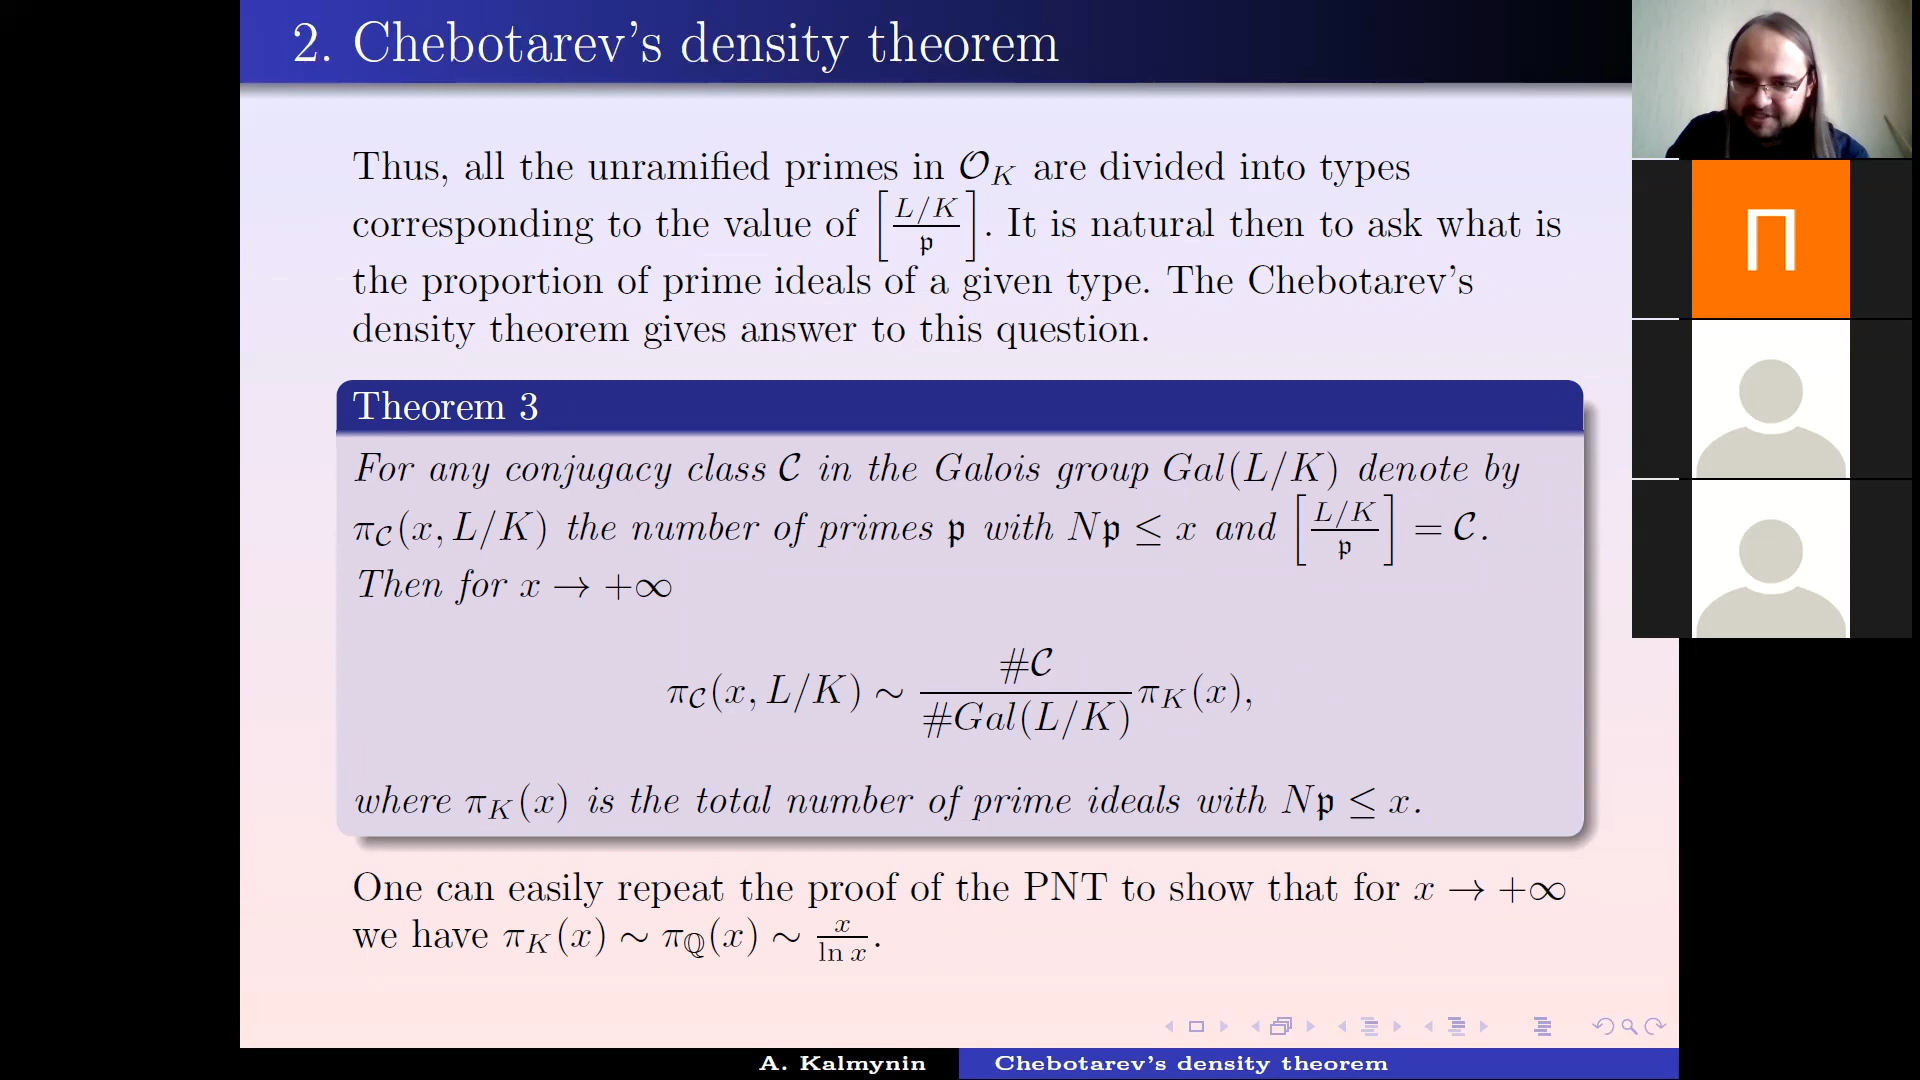 2. Chebotarev's density theorem
Thus, all the unramified primes in 𝒪_K are divided into types
corresponding to the value of [L/K / 𝔭]. It is natural then to ask what is
the proportion of prime ideals of a given type. The Chebotarev's
density theorem gives answer to this question.
Theorem 3
For any conjugacy class 𝒞 in the Galois group Gal(L/K) denote by
π_𝒞(x, L/K) the number of primes 𝔭 with N𝔭 ≤ x and [L/K / 𝔭] = 𝒞.
Then for x → +∞
π_𝒞(x, L/K) ∼ #𝒞 / #Gal(L/K) π_K(x),
where π_K(x) is the total number of prime ideals with N𝔭 ≤ x.
One can easily repeat the proof of the PNT to show that for x → +∞
we have π_K(x) ∼ π_ℚ(x) ∼ x / ln x.
A. Kalmynin
Chebotarev's density theorem
П